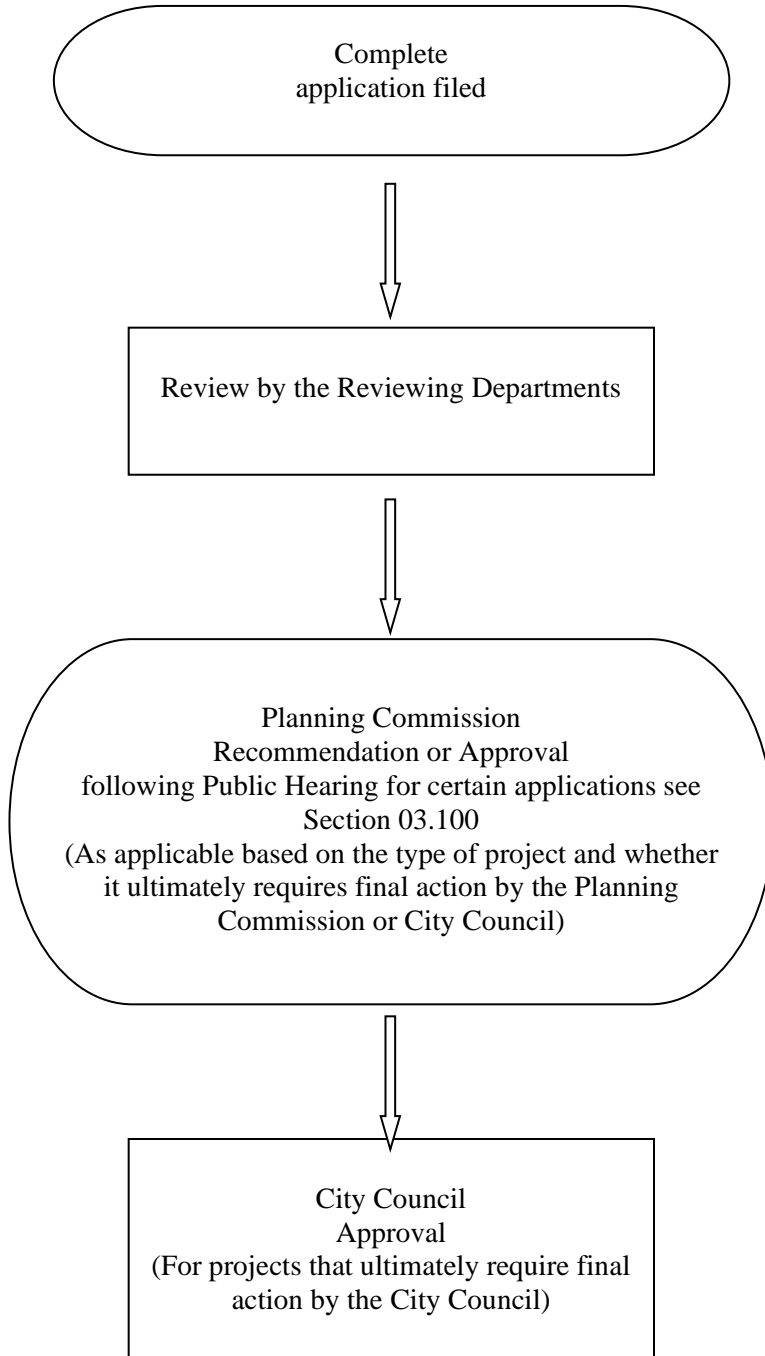 Complete
application filed
Review by the Reviewing Departments
Planning Commission
Recommendation or Approval
following Public Hearing for certain applications see
Section 03.100
(As applicable based on the type of project and whether
it ultimately requires final action by the Planning
Commission or City Council)
City Council
Approval
(For projects that ultimately require final
action by the City Council)